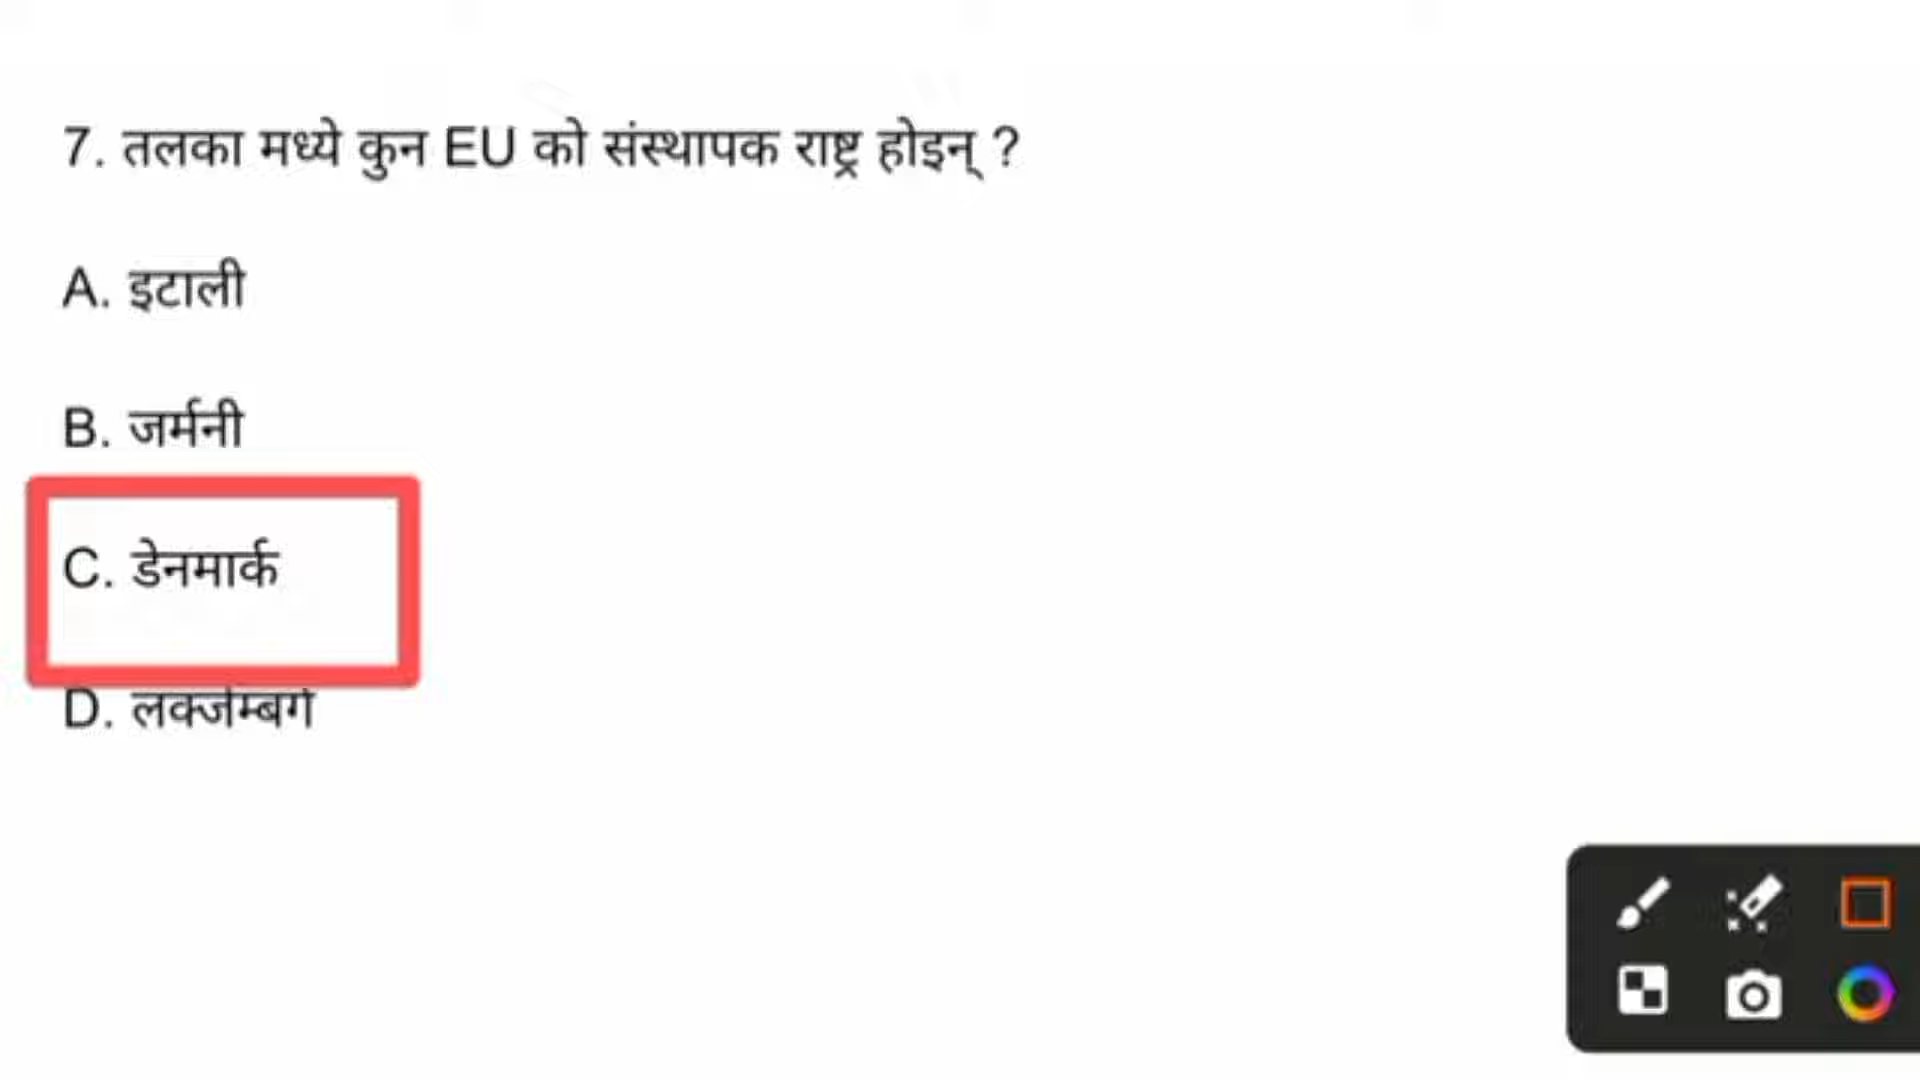 7. तलका मध्ये कुन EU को संस्थापक राष्ट्र होइन् ?
A. इटाली
B. जर्मनी
C. डेनमार्क
D. लक्जेम्बर्ग